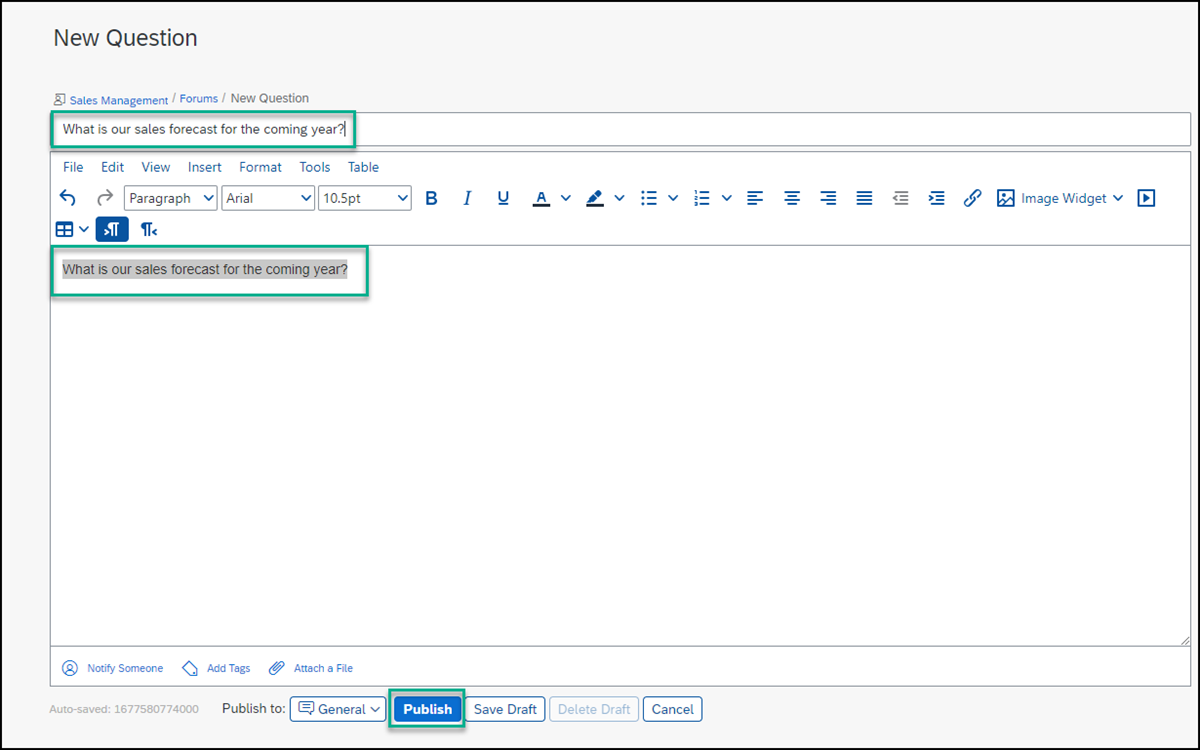 New Question
Sales Management / Forums / New Question
What is our sales forecast for the coming year?
File Edit View Insert Format Tools Table
Paragraph Arial 10.5pt B I U A Image Widget
What is our sales forecast for the coming year?
Notify Someone Add Tags Attach a File
Auto-saved: 1677580774000 Publish to: General Publish Save Draft Delete Draft Cancel